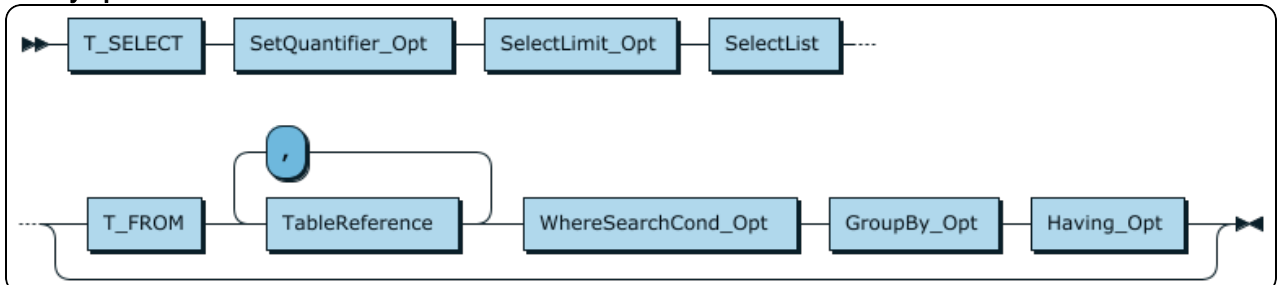 T_SELECT SetQuantifier_Opt SelectLimit_Opt SelectList
,
T_FROM TableReference WhereSearchCond_Opt GroupBy_Opt Having_Opt